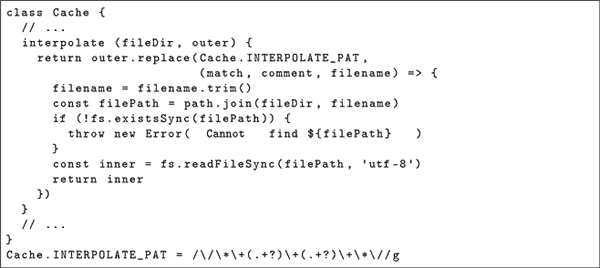 class Cache {
  // ...
  interpolate (fileDir, outer) {
    return outer.replace(Cache.INTERPOLATE_PAT,
                         (match, comment, filename) => {
      filename = filename.trim()
      const filePath = path.join(fileDir, filename)
      if (!fs.existsSync(filePath)) {
        throw new Error(  Cannot  find ${filePath}  )
      }
      const inner = fs.readFileSync(filePath, 'utf-8')
      return inner
    })
  }
  // ...
}
Cache.INTERPOLATE_PAT = /\/\*\+(.+?)\+(.+?)\+\*\//g